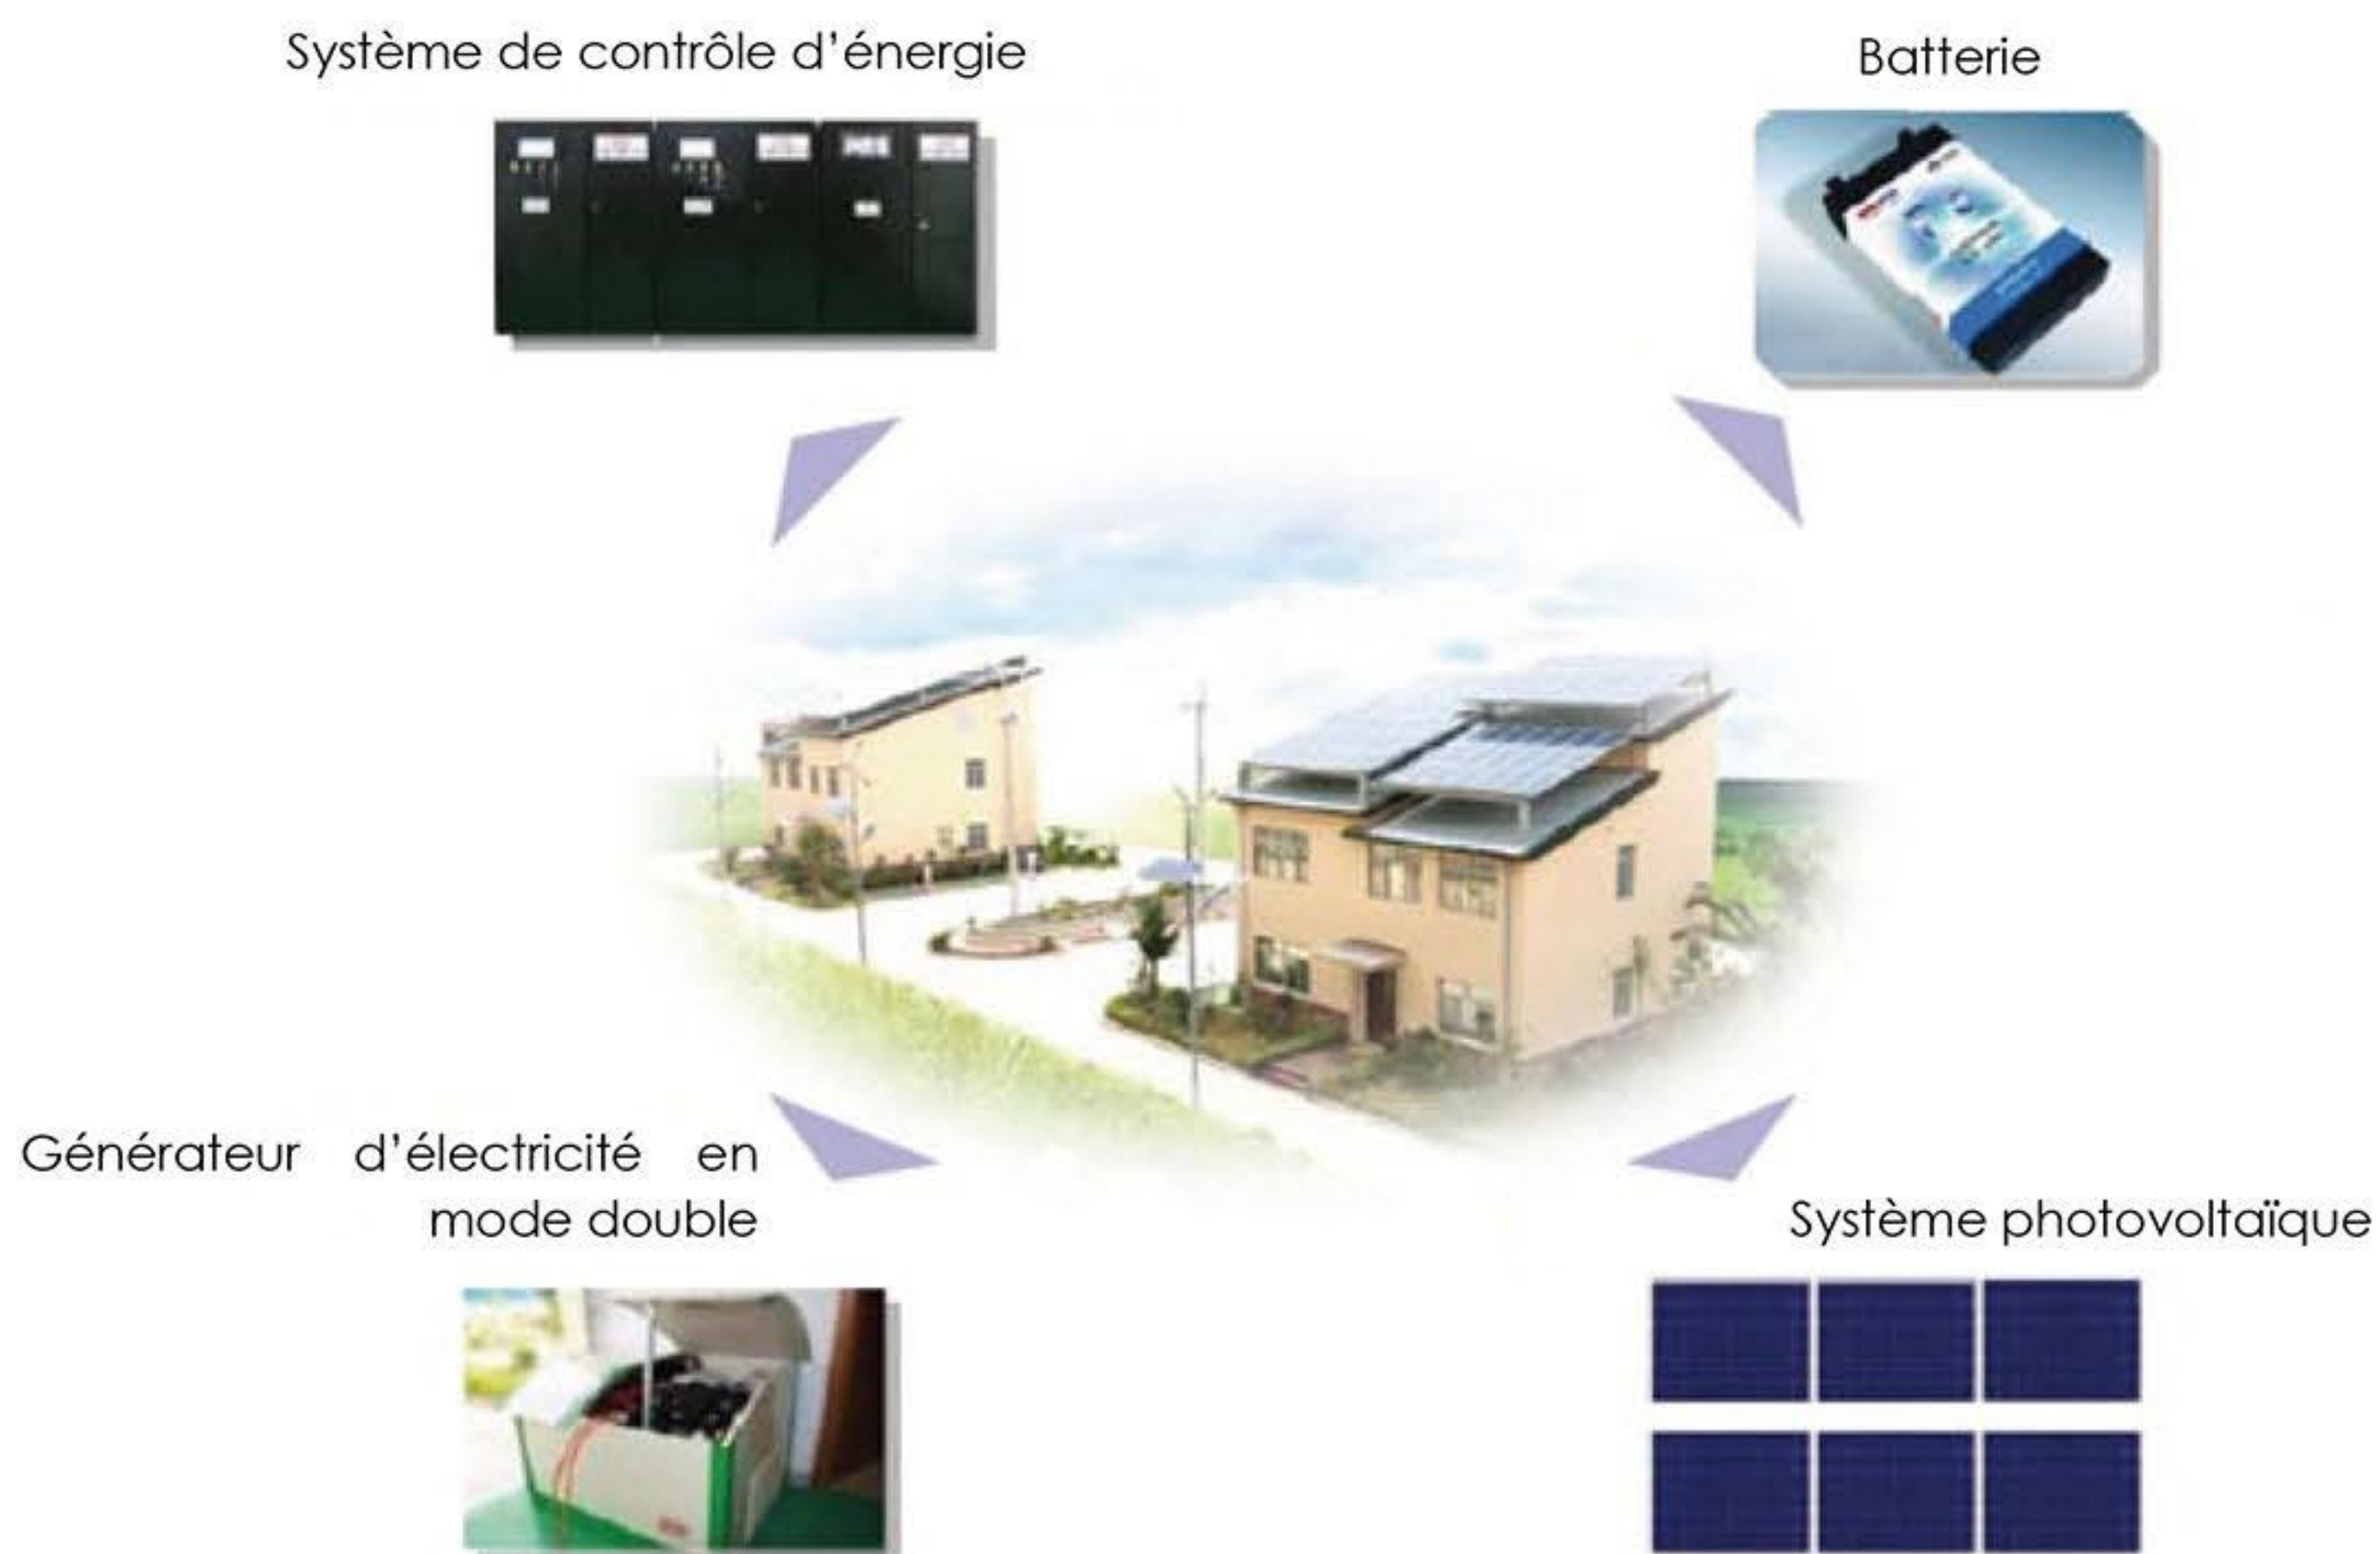 Système de contrôle d'énergie
Batterie
Générateur d'électricité en
mode double
Système photovoltaïque